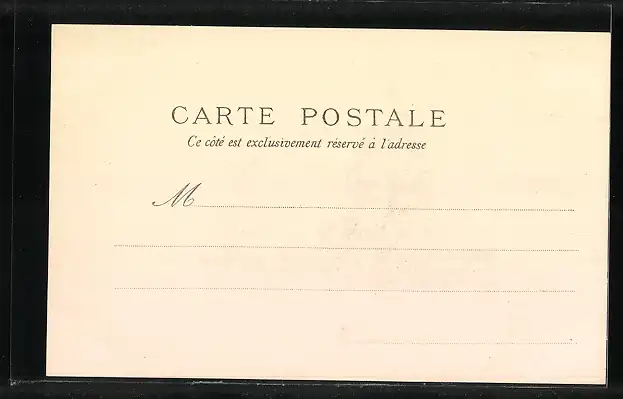 CARTE POSTALE
Ce côté est exclusivement réservé à l'adresse
M